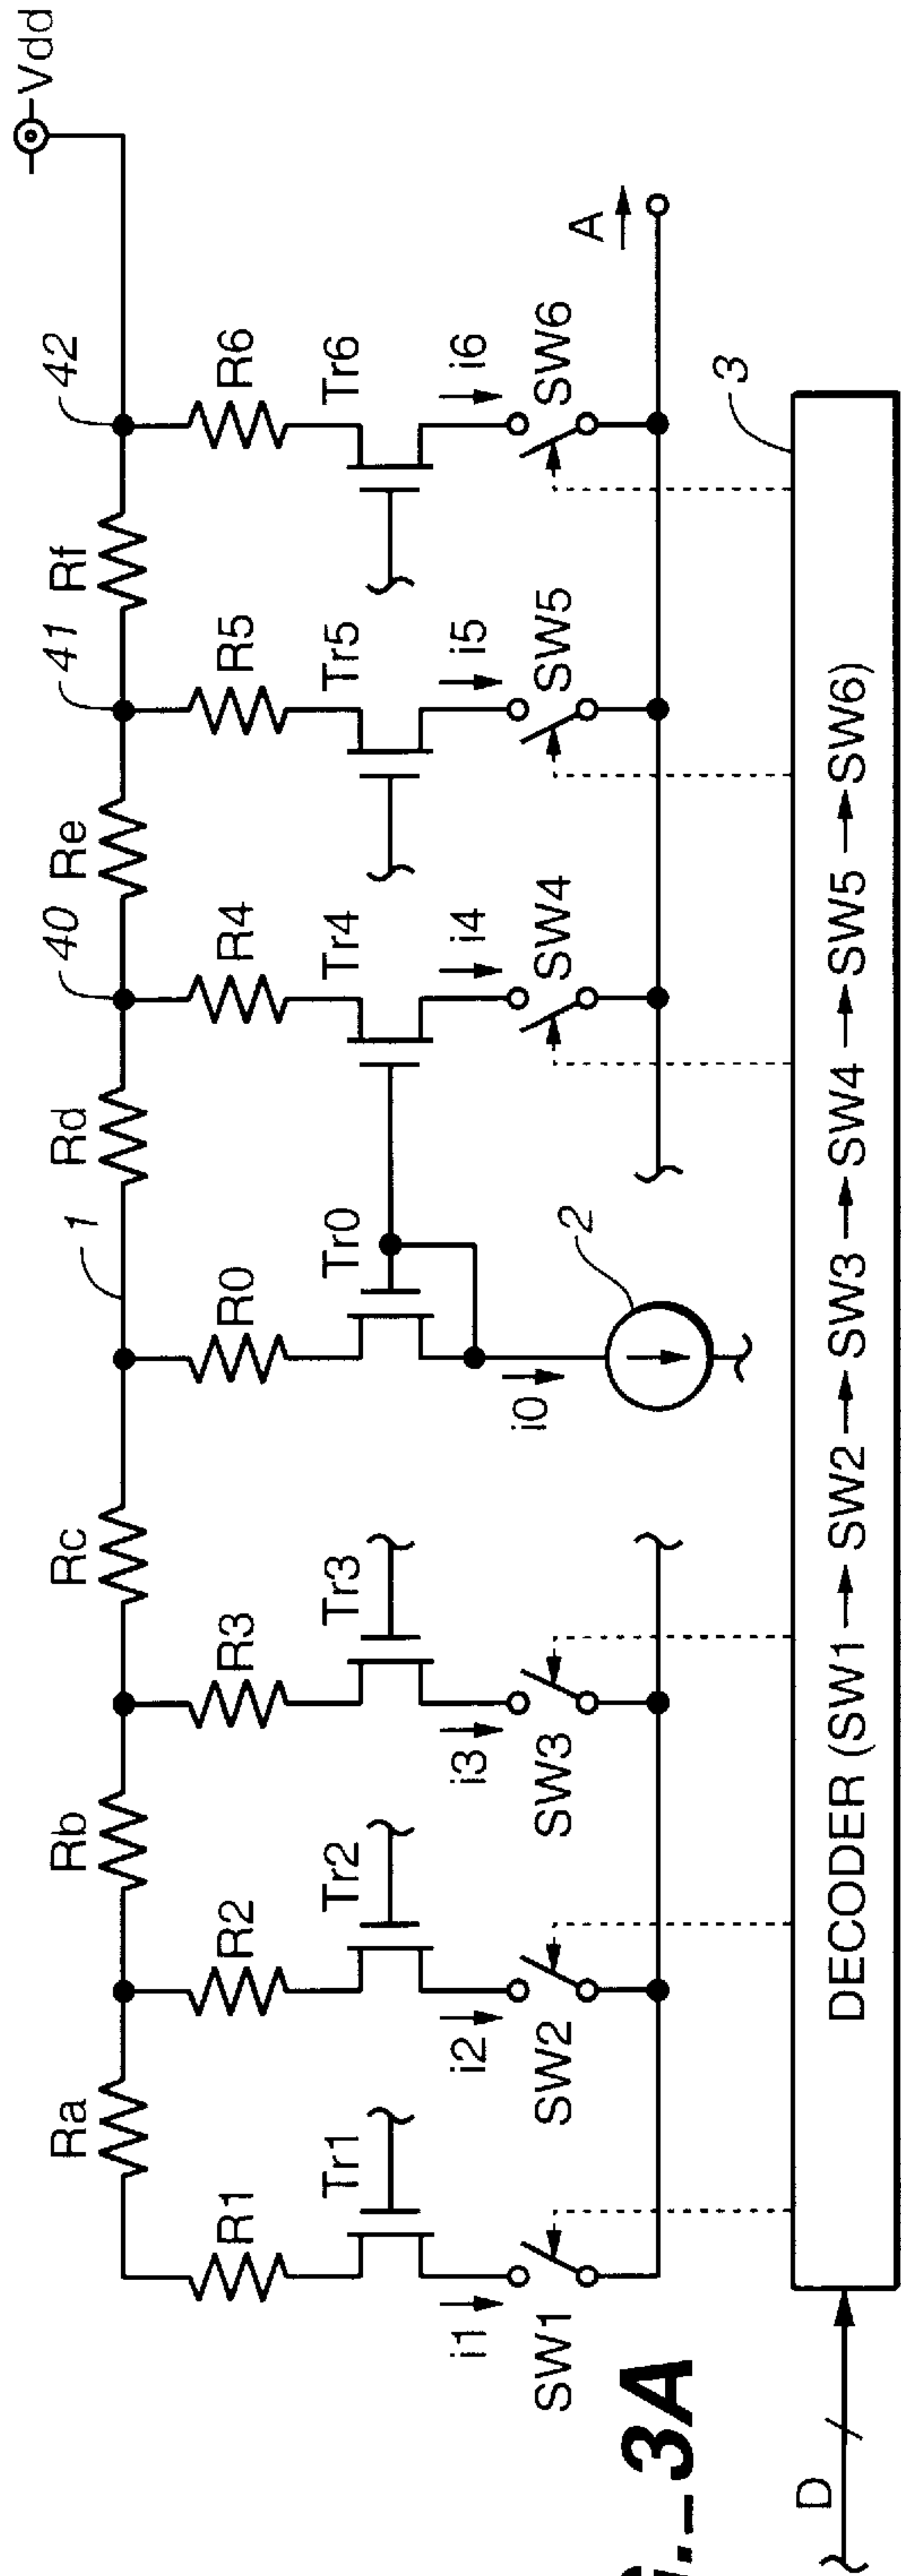 Vdd
42
41
40
1
Ra
Rb
Rc
Rd
Re
Rf
R1
R2
R3
R0
R4
R5
R6
Tr1
Tr2
Tr3
Tr0
Tr4
Tr5
Tr6
i1
i2
i3
i0
i4
i5
i6
SW1
SW2
SW3
2
SW4
SW5
SW6
A
3
D
DECODER (SW1→SW2→SW3→SW4→SW5→SW6)
3A